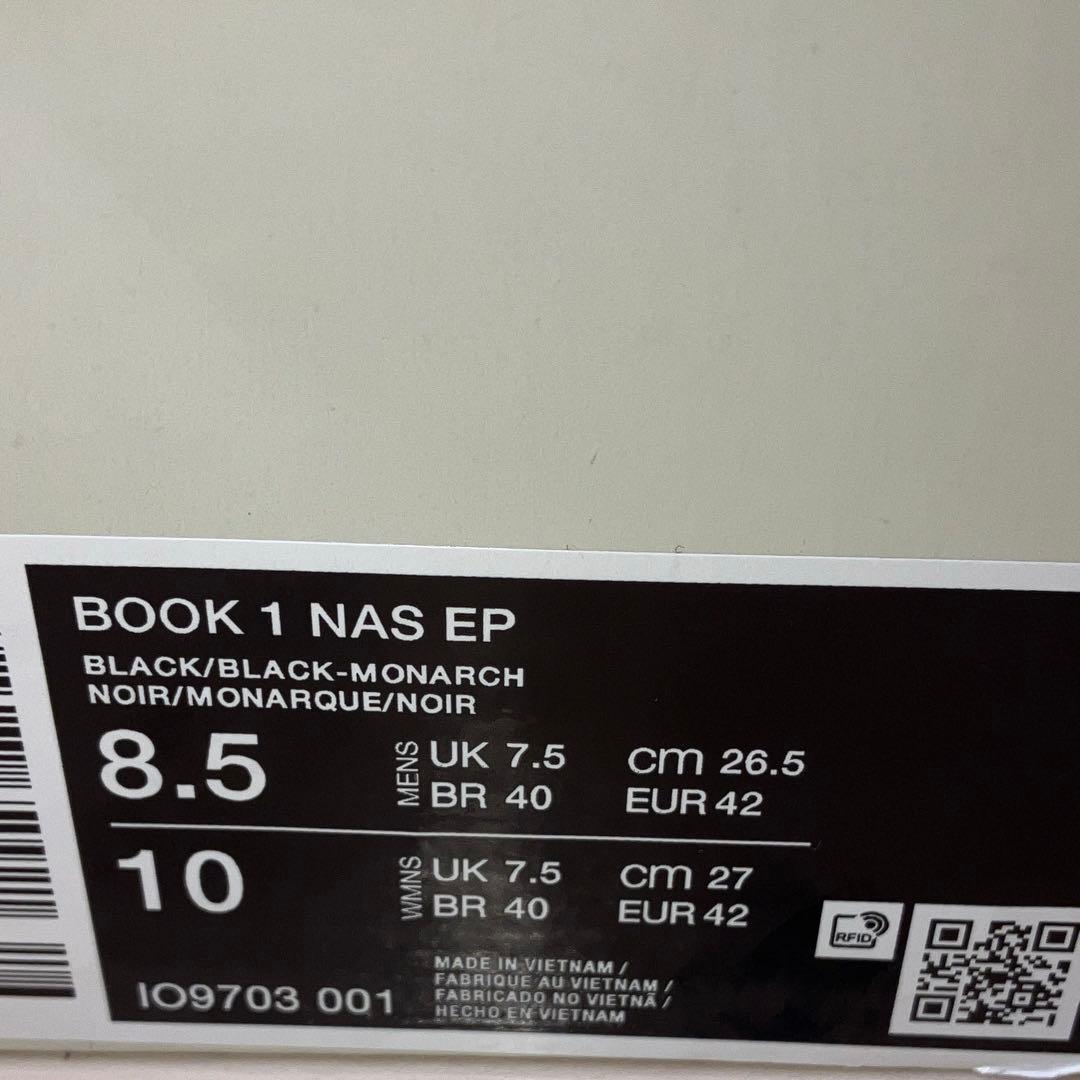 BOOK 1 NAS EP
BLACK/BLACK-MONARCH
NOIR/MONARQUE/NOIR
8.5 MENS UK 7.5 cm 26.5
BR 40 EUR 42
10 WMNS UK 7.5 cm 27
BR 40 EUR 42
RFID
MADE IN VIETNAM /
FABRIQUE AU VIETNAM /
FABRICADO NO VIETNÃ /
HECHO EN VIETNAM
IO9703 001